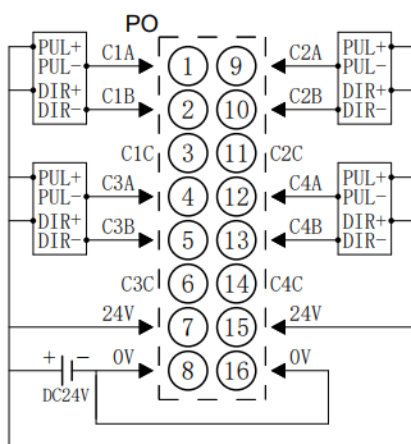 PO
PUL+ C1A 1 9 C2A PUL+
PUL- PUL-
DIR+ C1B 2 10 C2B DIR+
DIR- DIR-
C1C 3 11 C2C
PUL+ C3A 4 12 C4A PUL+
PUL- PUL-
DIR+ C3B 5 13 C4B DIR+
DIR- DIR-
C3C 6 14 C4C
24V 7 15 24V
+ - 0V 8 16 0V
DC24V